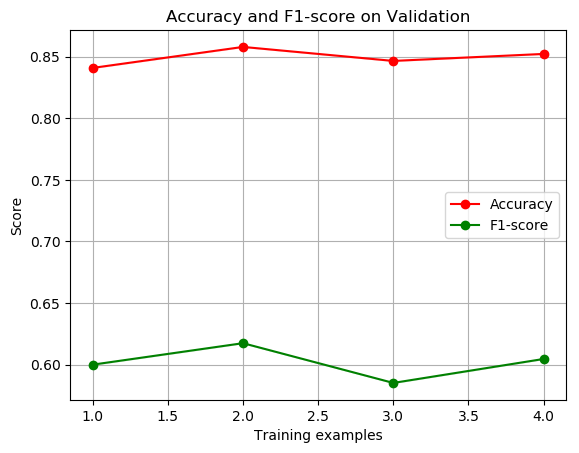 Accuracy and F1-score on Validation
Score
0.85
0.80
0.75
0.70
0.65
0.60
Accuracy
F1-score
1.0 1.5 2.0 2.5 3.0 3.5 4.0
Training examples